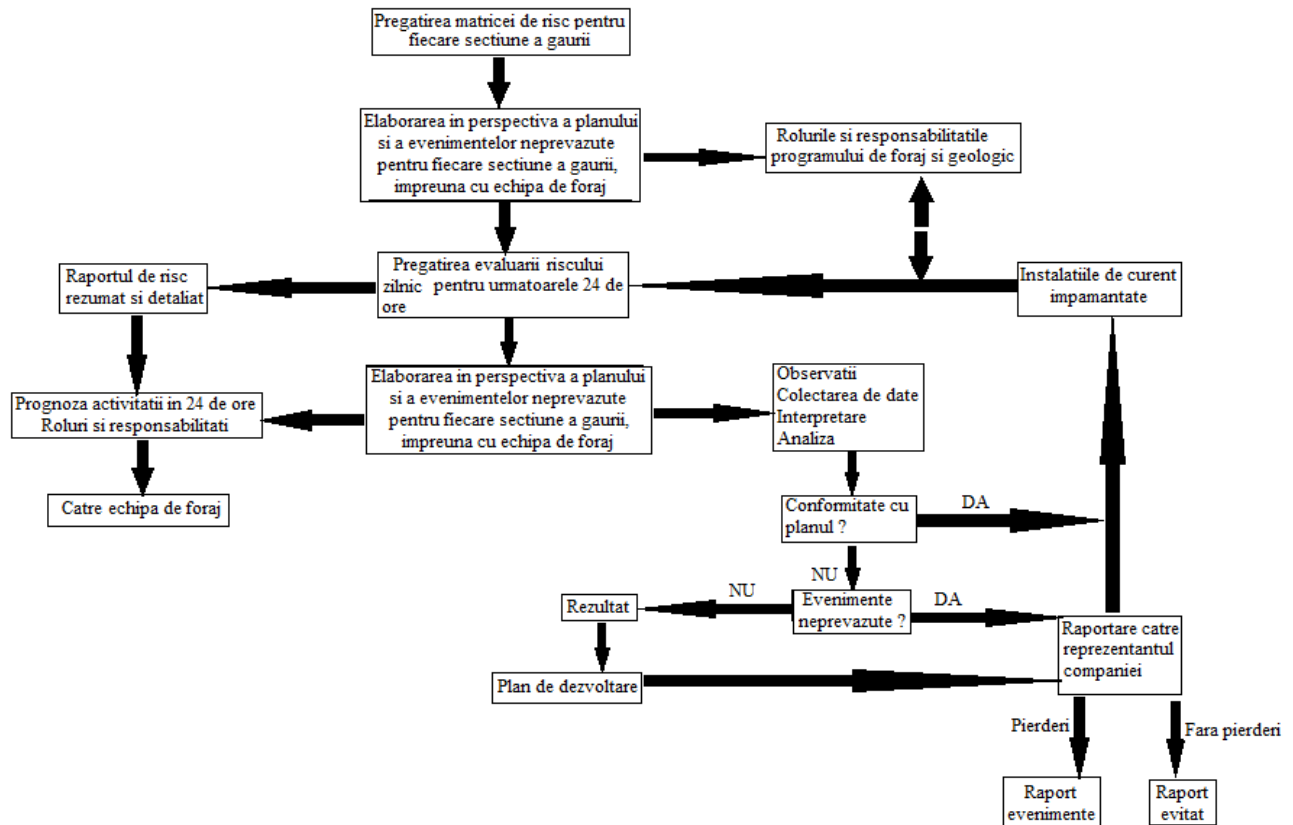 Pregatirea matricei de risc pentru
fiecare sectiune a gaurii
Elaborarea in perspectiva a planului
si a evenimentelor neprevazute
pentru fiecare sectiune a gaurii,
impreuna cu echipa de foraj
Rolurile si responsabilitatile
programului de foraj si geologic
Raportul de risc
rezumat si detaliat
Pregatirea evaluarii riscului
zilnic pentru urmatoarele 24 de
ore
Instalatiile de curent
impamantate
Prognoza activitatii in 24 de ore
Roluri si responsabilitati
Elaborarea in perspectiva a planului
si a evenimentelor neprevazute
pentru fiecare sectiune a gaurii,
impreuna cu echipa de foraj
Observatii
Colectarea de date
Interpretare
Analiza
Catre echipa de foraj
Conformitate cu
planul ?
DA
NU
NU
Evenimente
neprevazute ?
DA
Rezultat
Raportare catre
reprezentantul
companiei
Plan de dezvoltare
Pierderi
Fara pierderi
Raport
evenimente
Raport
evitat